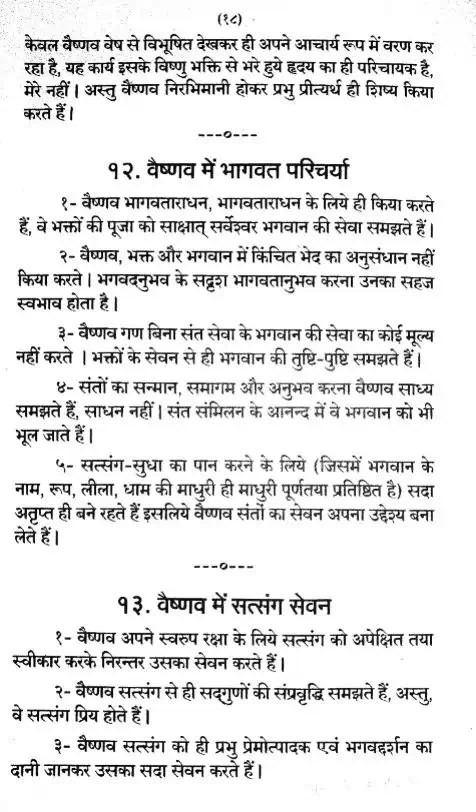 (१८)
केवल वैष्णव वेष से विभूषित देखकर ही अपने आचार्य रूप में वरण कर
रहा है, यह कार्य इसके विष्णु भक्ति से भरे हुये हृदय का ही परिचायक है,
मेरे नहीं। अस्तु वैष्णव निरभिमानी होकर प्रभु प्रीत्यर्थ ही शिष्य किया
करते हैं।
---०---
१२. वैष्णव में भागवत परिचर्या
१- वैष्णव भागवताराधन, भागवताराधन के लिये ही किया करते
हैं, वे भक्तों की पूजा को साक्षात् सर्वेश्वर भगवान की सेवा समझते हैं।
२- वैष्णव, भक्त और भगवान में किंचित भेद का अनुसंधान नहीं
किया करते। भगवदनुभव के सदृश भागवतानुभव करना उनका सहज
स्वभाव होता है।
३- वैष्णव गण बिना संत सेवा के भगवान की सेवा का कोई मूल्य
नहीं करते । भक्तों के सेवन से ही भगवान की तुष्टि-पुष्टि समझते हैं।
४- संतों का सन्मान, समागम और अनुभव करना वैष्णव साध्य
समझते हैं, साधन नहीं। संत संमिलन के आनन्द में वे भगवान को भी
भूल जाते हैं।
५- सत्संग-सुधा का पान करने के लिये (जिसमें भगवान के
नाम, रूप, लीला, धाम की माधुरी ही माधुरी पूर्णतया प्रतिष्ठित है) सदा
अतृप्त ही बने रहते हैं इसलिये वैष्णव संतों का सेवन अपना उद्देश्य बना
लेते हैं।
---०---
१३. वैष्णव में सत्संग सेवन
१- वैष्णव अपने स्वरुप रक्षा के लिये सत्संग को अपेक्षित तया
स्वीकार करके निरन्तर उसका सेवन करते हैं।
२- वैष्णव सत्संग से ही सद्‌गुणों की संप्रवृद्धि समझते हैं, अस्तु,
वे सत्संग प्रिय होते हैं।
३- वैष्णव सत्संग को ही प्रभु प्रेमोत्पादक एवं भगवद्दर्शन का
दानी जानकर उसका सदा सेवन करते हैं।